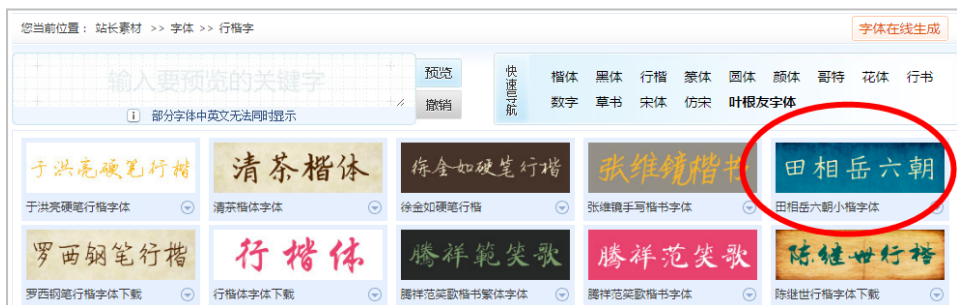 您当前位置： 站长素材 >> 字体 >> 行楷字
字体在线生成
输入要预览的关键字
部分字体中英文无法同时显示
预览
撤销
快速导航
楷体 黑体 行楷 篆体 圆体 颜体 哥特 花体 行书
数字 草书 宋体 仿宋 叶根友字体
于洪亮硬笔行楷 清茶楷体 徐金如硬笔行楷 张维镜楷书 田相岳六朝
于洪亮硬笔行楷字体 清茶楷体字体 徐金如硬笔行楷 张维镜手写楷书字体 田相岳六朝小楷字体
罗西钢笔行楷 行楷体 腾祥範笑歌 腾祥范笑歌 陈继世行楷
罗西钢笔行楷字体下载 行楷体字体下载 腾祥范笑歌楷书繁体字体 腾祥范笑歌楷书字体 陈继世行楷字体下载